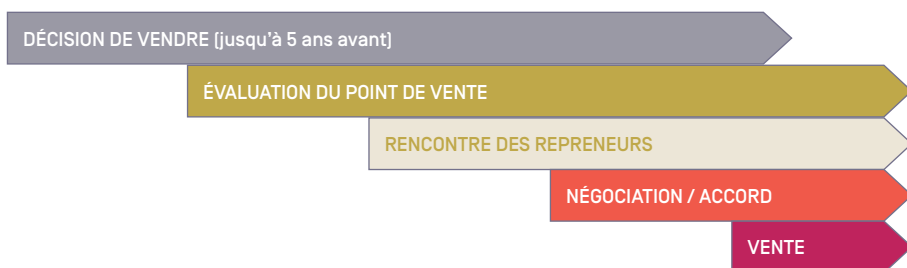 DÉCISION DE VENDRE (jusqu'à 5 ans avant)
ÉVALUATION DU POINT DE VENTE
RENCONTRE DES REPRENEURS
NÉGOCIATION / ACCORD
VENTE